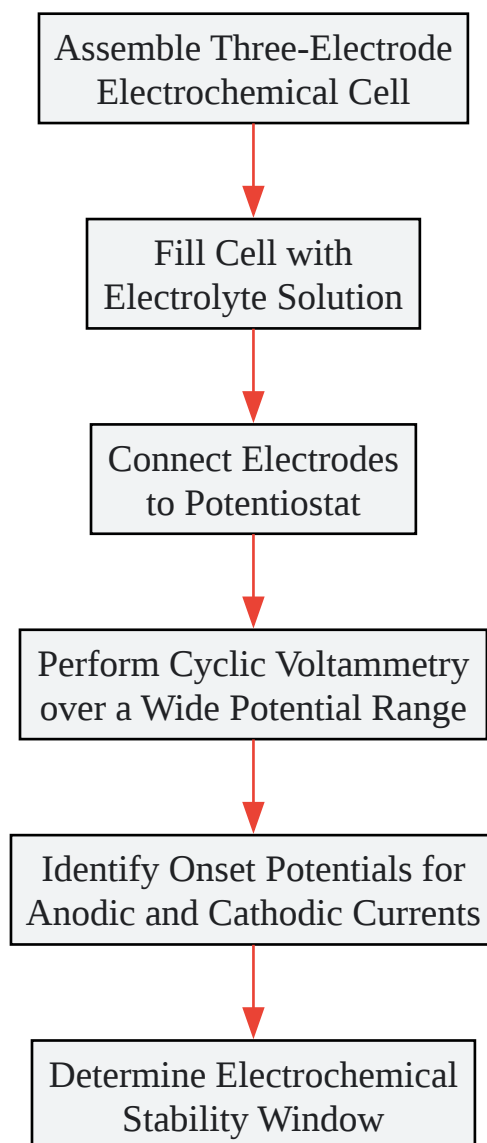 Assemble Three-Electrode
Electrochemical Cell
Fill Cell with
Electrolyte Solution
Connect Electrodes
to Potentiostat
Perform Cyclic Voltammetry
over a Wide Potential Range
Identify Onset Potentials for
Anodic and Cathodic Currents
Determine Electrochemical
Stability Window